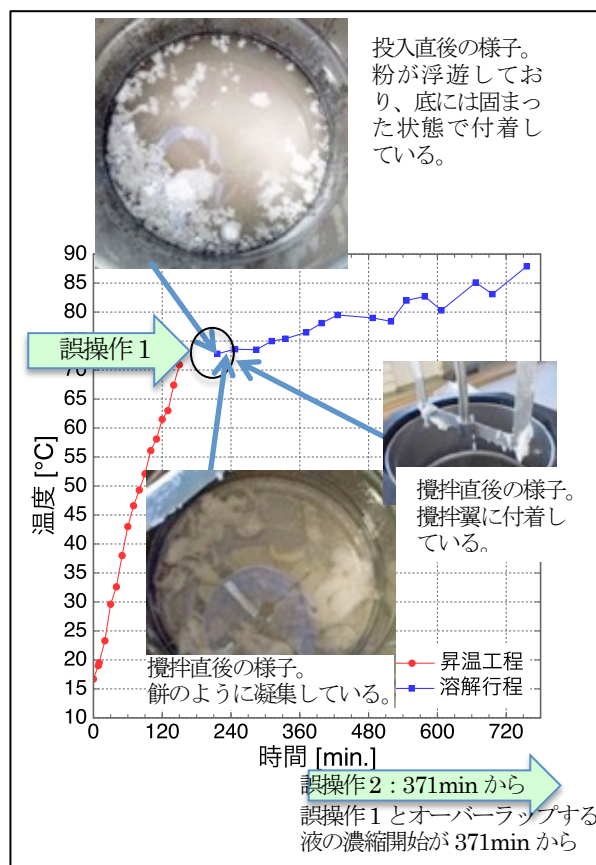 投入直後の様子。
粉が浮遊してお
り、底には固まっ
た状態で付着し
ている。
90
85
80
誤操作 1
70
65
60
55
50
45
40
35
30
25
20
15
10
温度 [°C]
攪拌直後の様子。
攪拌翼に付着し
ている。
攪拌直後の様子。
餅のように凝集している。
昇温工程
溶解行程
0 120 240 360 480 600 720
時間 [min.]
誤操作 2：371min から
誤操作 1 とオーバーラップする
液の濃縮開始が 371min から